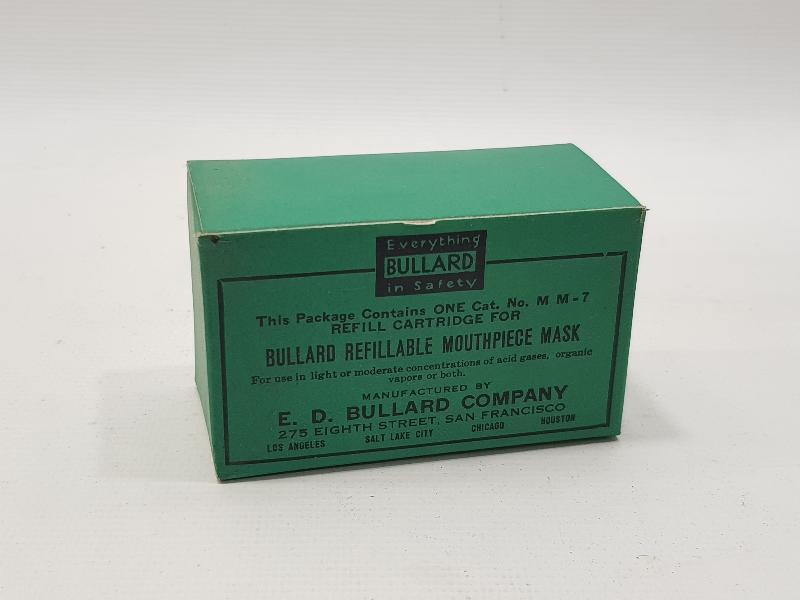 Everything
BULLARD
in Safety
This Package Contains ONE Cat. No. M M-7
REFILL CARTRIDGE FOR
BULLARD REFILLABLE MOUTHPIECE MASK
For use in light or moderate concentrations of acid gases, organic
vapors or both.
MANUFACTURED BY
E. D. BULLARD COMPANY
275 EIGHTH STREET, SAN FRANCISCO
LOS ANGELES SALT LAKE CITY CHICAGO HOUSTON